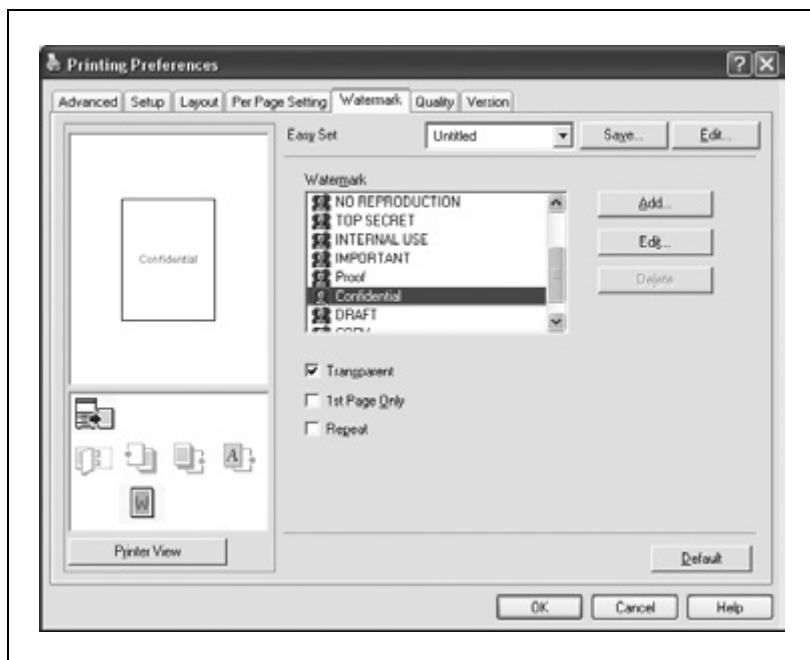 Printing Preferences
Advanced Setup Layout Per Page Setting Watermark Quality Version
Easy Set Untitled Save... Edit...
Watermark
NO REPRODUCTION
TOP SECRET
INTERNAL USE
IMPORTANT
Proof
Confidential
DRAFT
COPY
Add...
Edit...
Delete
Confidential
Transparent
1st Page Only
Repeat
A
W
Printer View
Default
OK Cancel Help